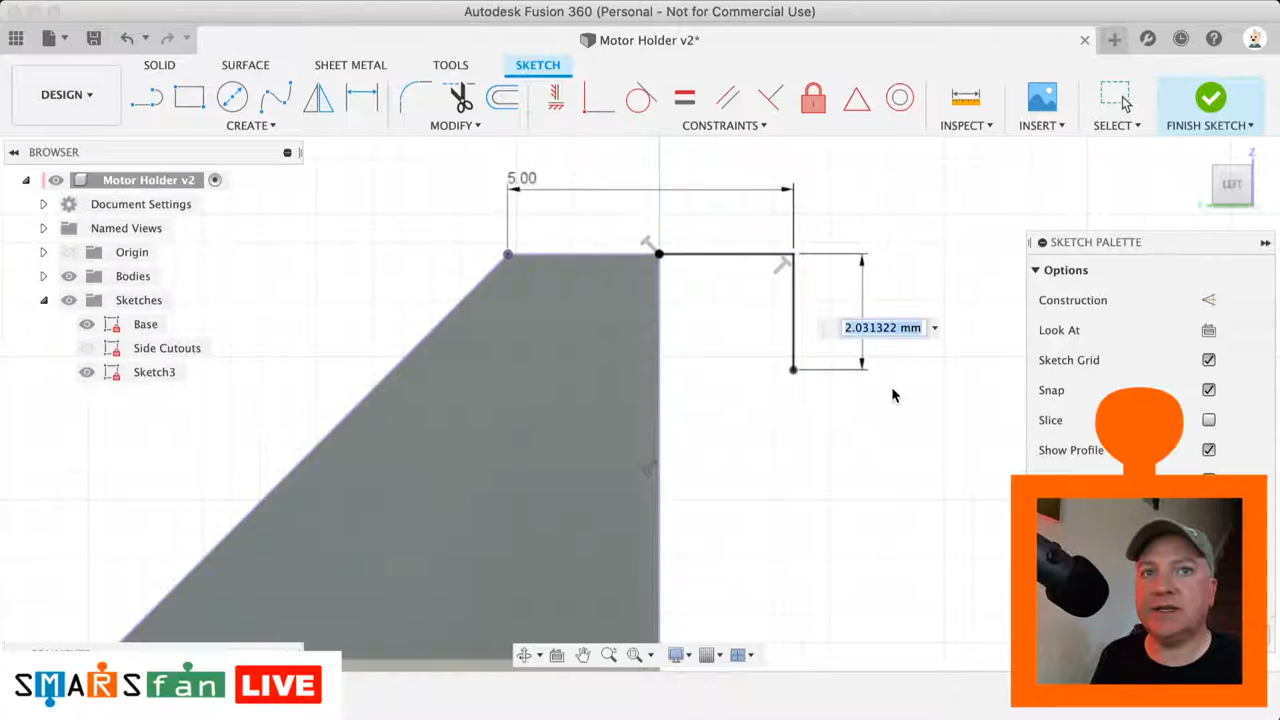 Autodesk Fusion 360 (Personal - Not for Commercial Use)
Motor Holder v2*
DESIGN
SOLID
SURFACE
SHEET METAL
TOOLS
SKETCH
CREATE
MODIFY
CONSTRAINTS
INSPECT
INSERT
SELECT
FINISH SKETCH
BROWSER
Motor Holder v2
Document Settings
Named Views
Origin
Bodies
Sketches
Base
Side Cutouts
Sketch3
5.00
2.031322 mm
Z
LEFT
SKETCH PALETTE
Options
Construction
Look At
Sketch Grid
Snap
Slice
Show Profile
SMARSfan LIVE